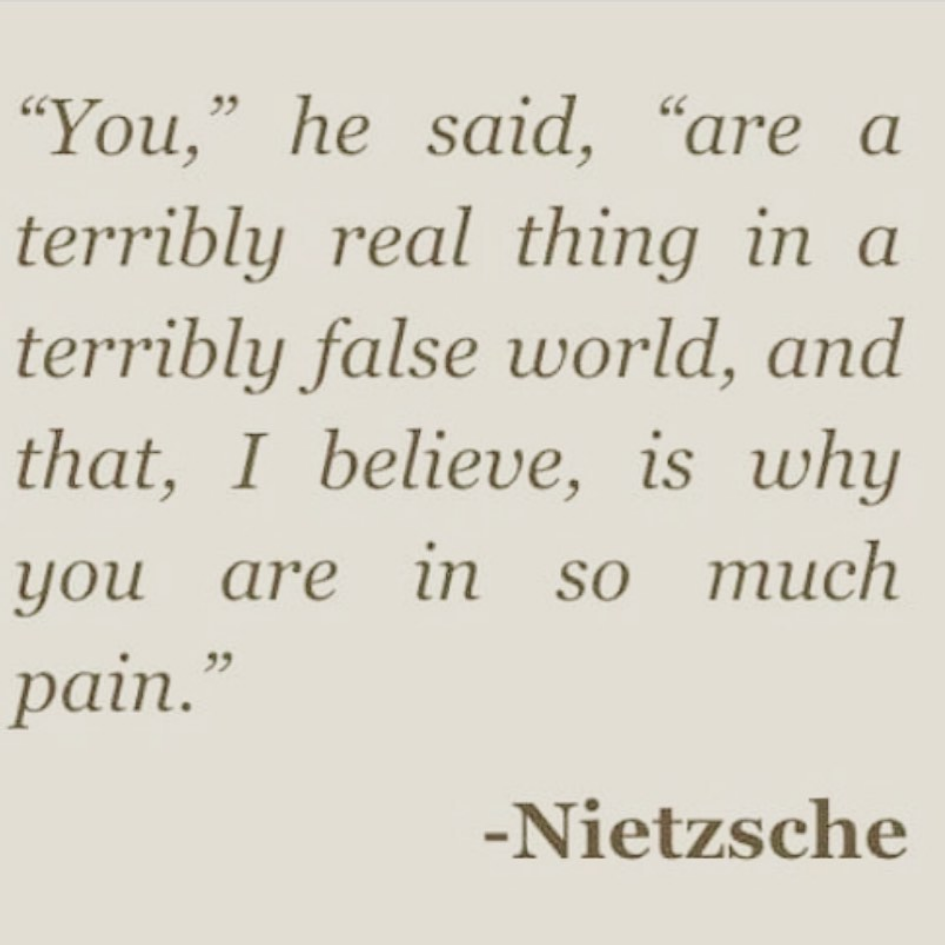 “You,” he said, “are a
terribly real thing in a
terribly false world, and
that, I believe, is why
you are in so much
pain.”
-Nietzsche